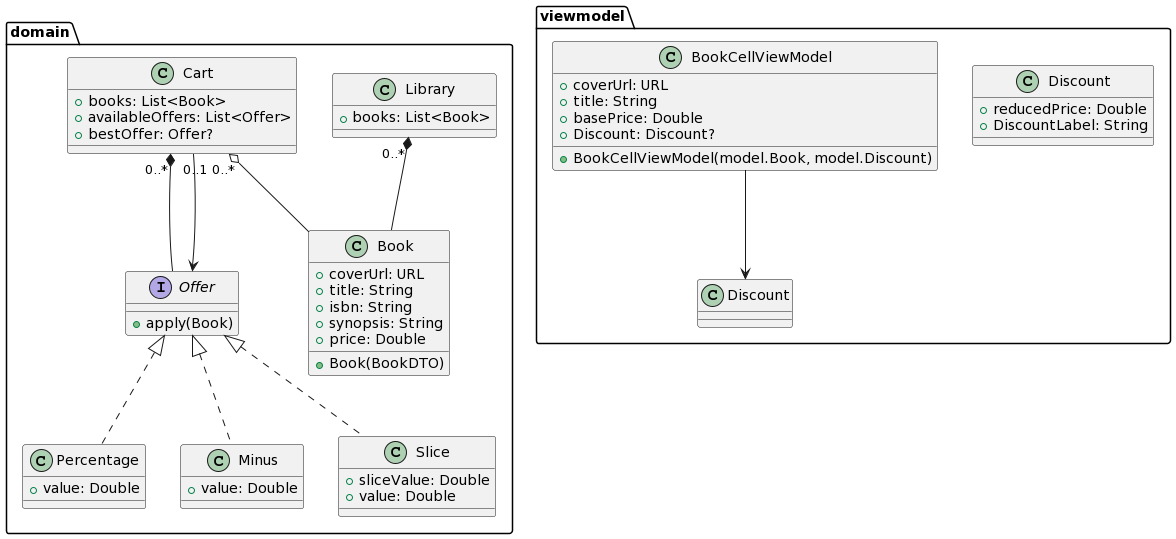 domain
C Cart
books: List<Book>
availableOffers: List<Offer>
bestOffer: Offer?
C Library
books: List<Book>
0..*
0..1
0..*
0..*
C Book
coverUrl: URL
title: String
isbn: String
synopsis: String
price: Double
Book(BookDTO)
I Offer
apply(Book)
C Percentage
value: Double
C Minus
value: Double
C Slice
sliceValue: Double
value: Double
viewmodel
C BookCellViewModel
coverUrl: URL
title: String
basePrice: Double
Discount: Discount?
BookCellViewModel(model.Book, model.Discount)
C Discount
reducedPrice: Double
DiscountLabel: String
C Discount